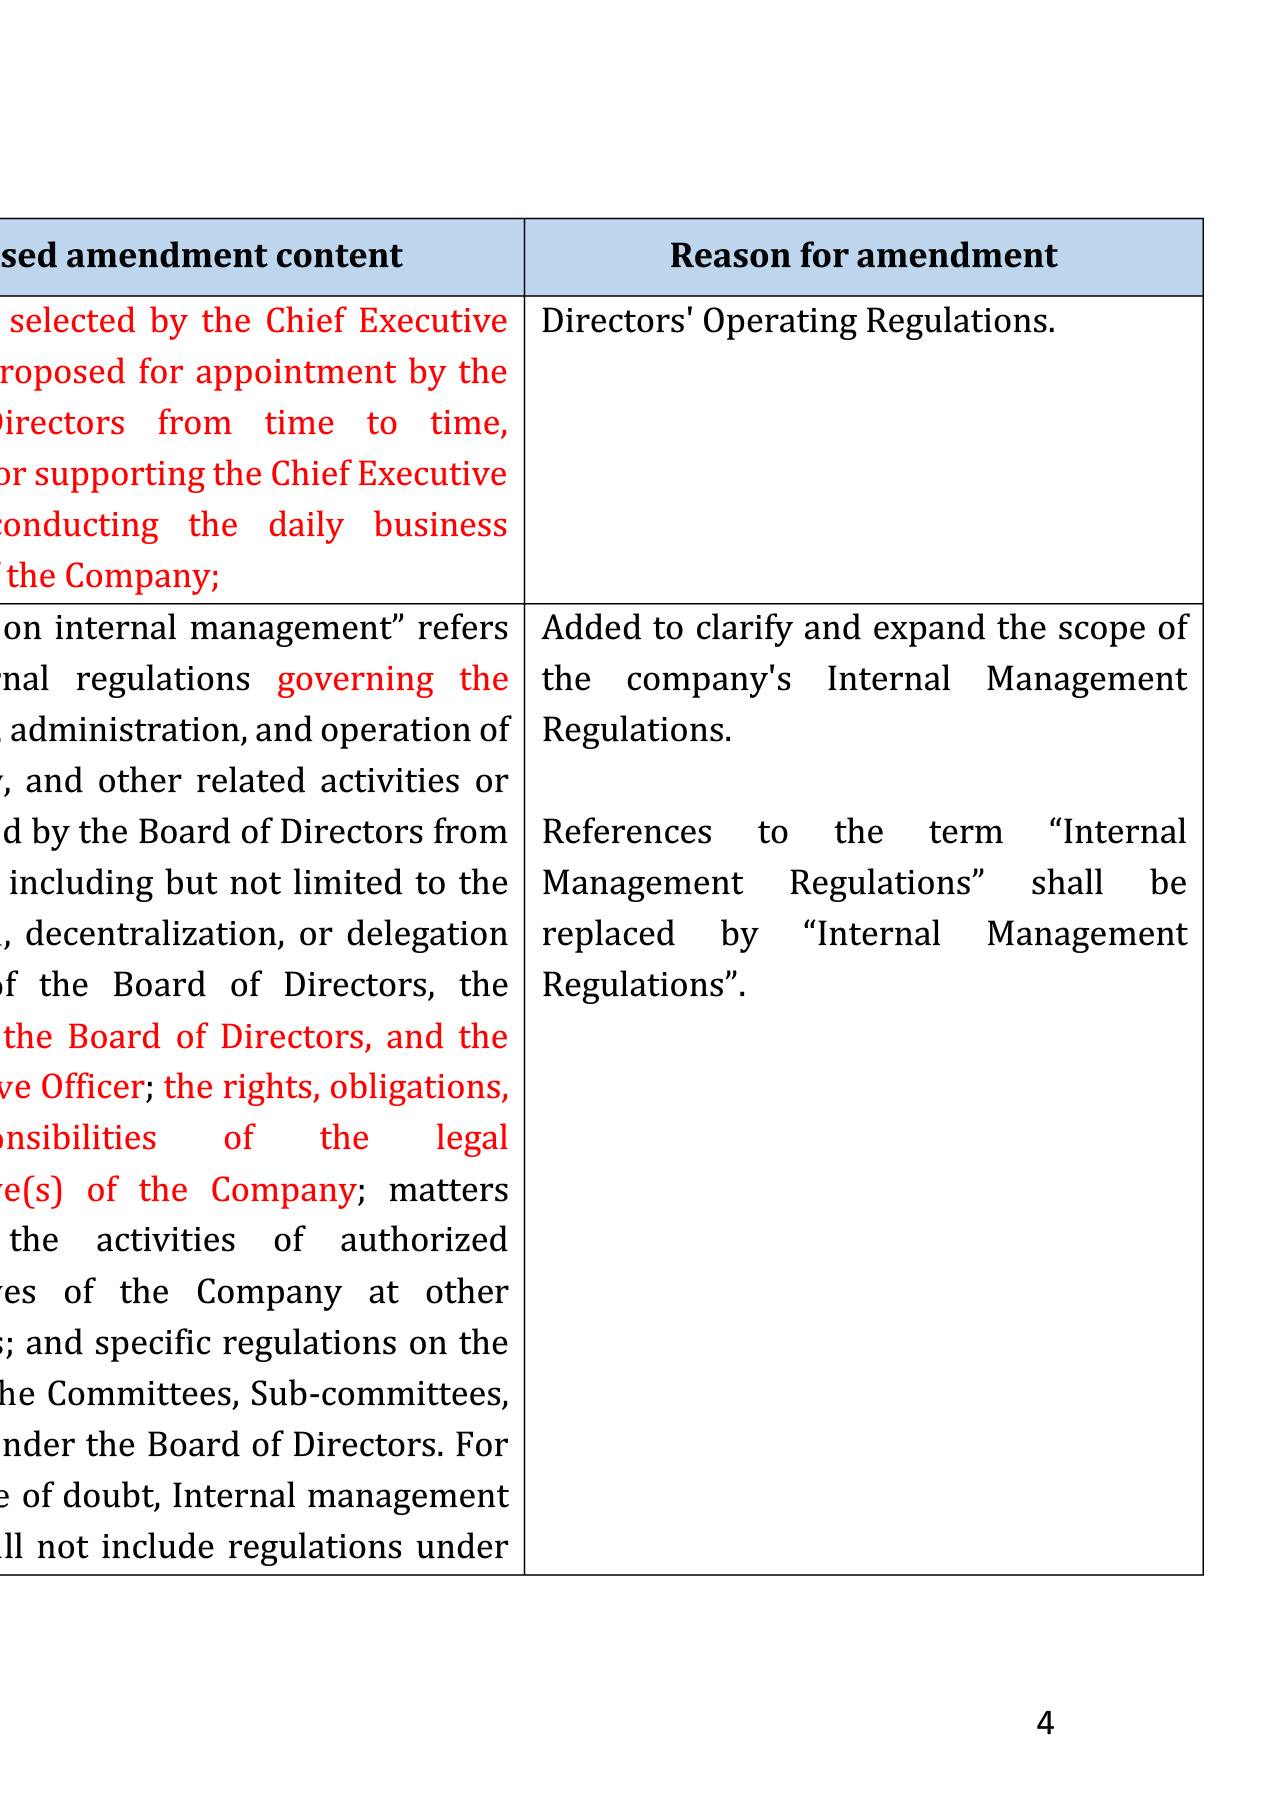 sed amendment content
Reason for amendment
selected by the Chief Executive
roposed for appointment by the
Directors from time to time,
or supporting the Chief Executive
conducting the daily business
the Company;
Directors' Operating Regulations.
on internal management” refers
rnal regulations governing the
, administration, and operation of
, and other related activities or
d by the Board of Directors from
including but not limited to the
, decentralization, or delegation
of the Board of Directors, the
the Board of Directors, and the
ve Officer; the rights, obligations,
onsibilities of the legal
ve(s) of the Company; matters
the activities of authorized
ves of the Company at other
s; and specific regulations on the
he Committees, Sub-committees,
nder the Board of Directors. For
e of doubt, Internal management
ll not include regulations under
Added to clarify and expand the scope of
the company's Internal Management
Regulations.
References to the term “Internal
Management Regulations” shall be
replaced by “Internal Management
Regulations”.
4